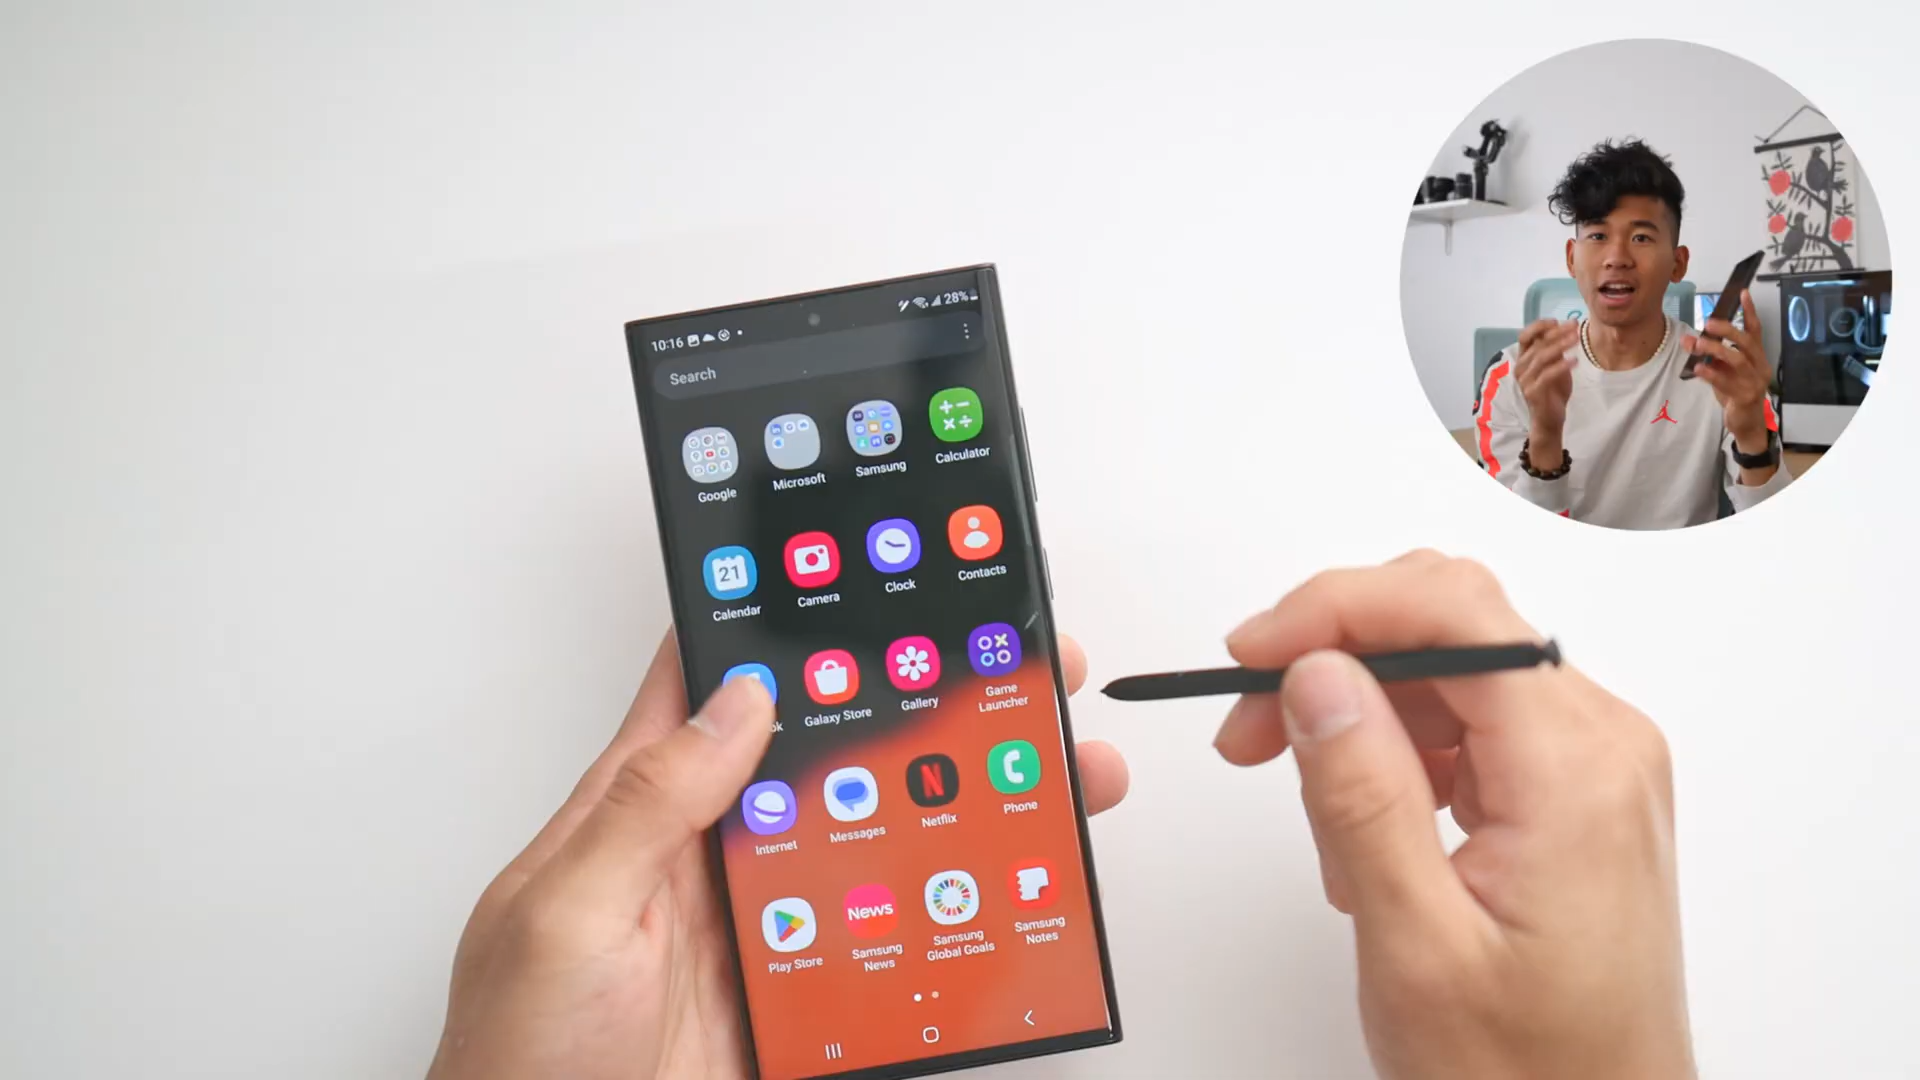 10:16
28%
Search
Google
Microsoft
Samsung
Calculator
21
Calendar
Camera
Clock
Contacts
ok
Galaxy Store
Gallery
Game
Launcher
Internet
Messages
N
Netflix
Phone
Play Store
News
Samsung
News
Samsung
Global Goals
Samsung
Notes